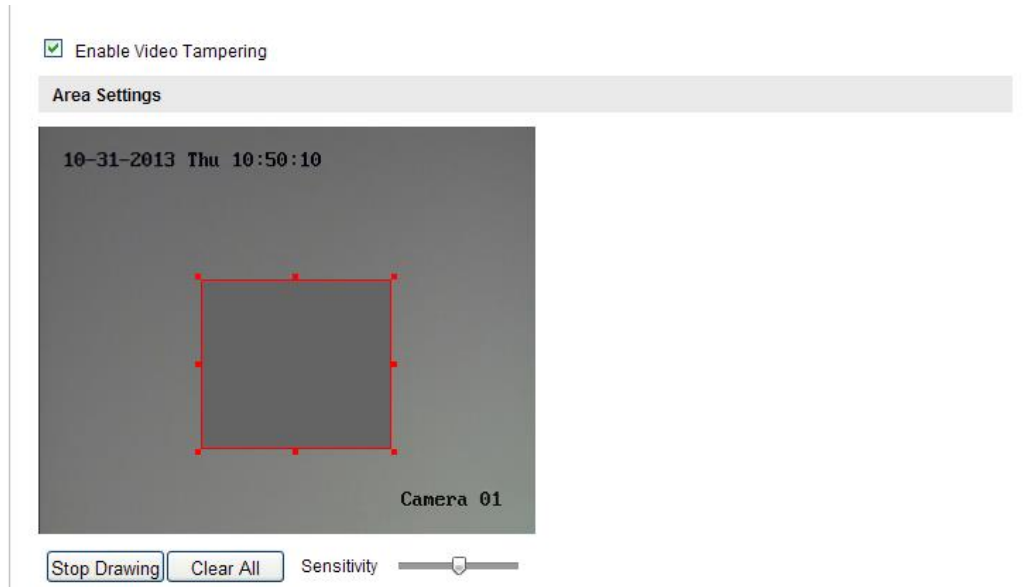 Enable Video Tampering
Area Settings
10-31-2013 Thu 10:50:10
Camera 01
Stop Drawing Clear All Sensitivity